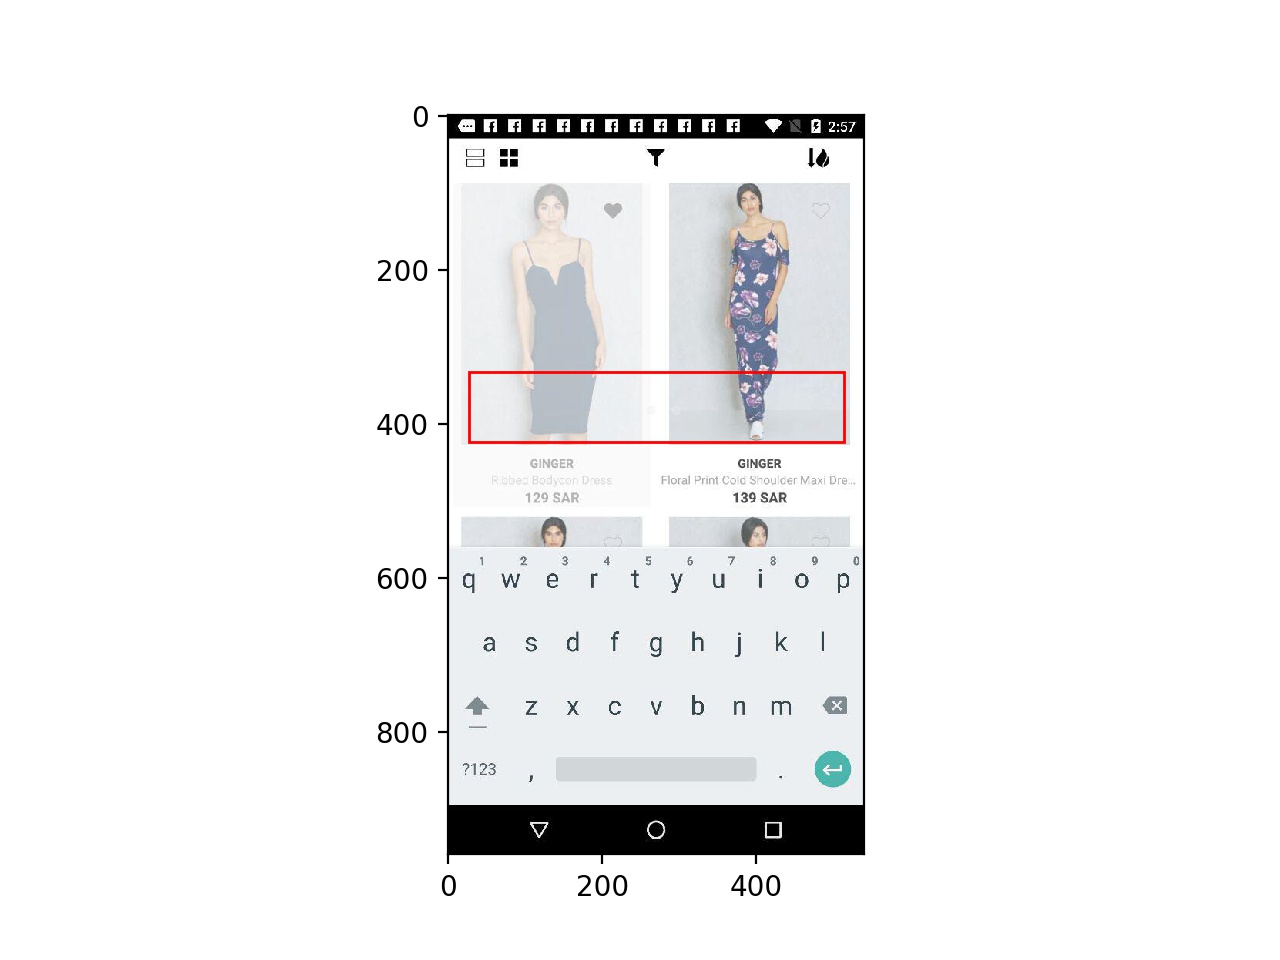 0
200
400
600
800
2:57
GINGER
Ribbed Bodycon Dress
129 SAR
GINGER
Floral Print Cold Shoulder Maxi Dre...
139 SAR
1 2 3 4 5 6 7 8 9 0
q w e r t y u i o p
a s d f g h j k l
z x c v b n m
?123 , .
0 200 400